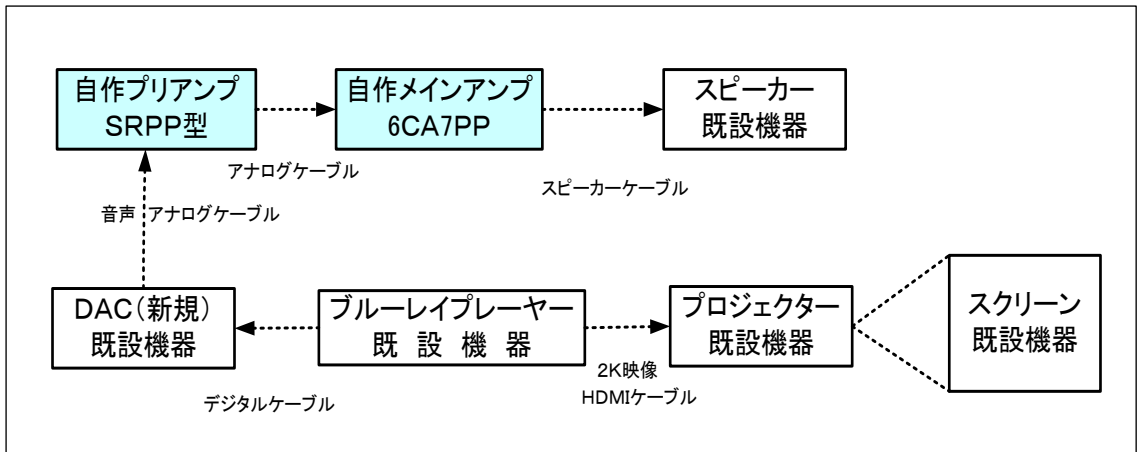 自作プリアンプ
SRPP型
自作メインアンプ
6CA7PP
スピーカー
既設機器
アナログケーブル
スピーカーケーブル
音声 アナログケーブル
DAC(新規)
既設機器
ブルーレイプレーヤー
既設機器
プロジェクター
既設機器
スクリーン
既設機器
2K映像
HDMIケーブル
デジタルケーブル